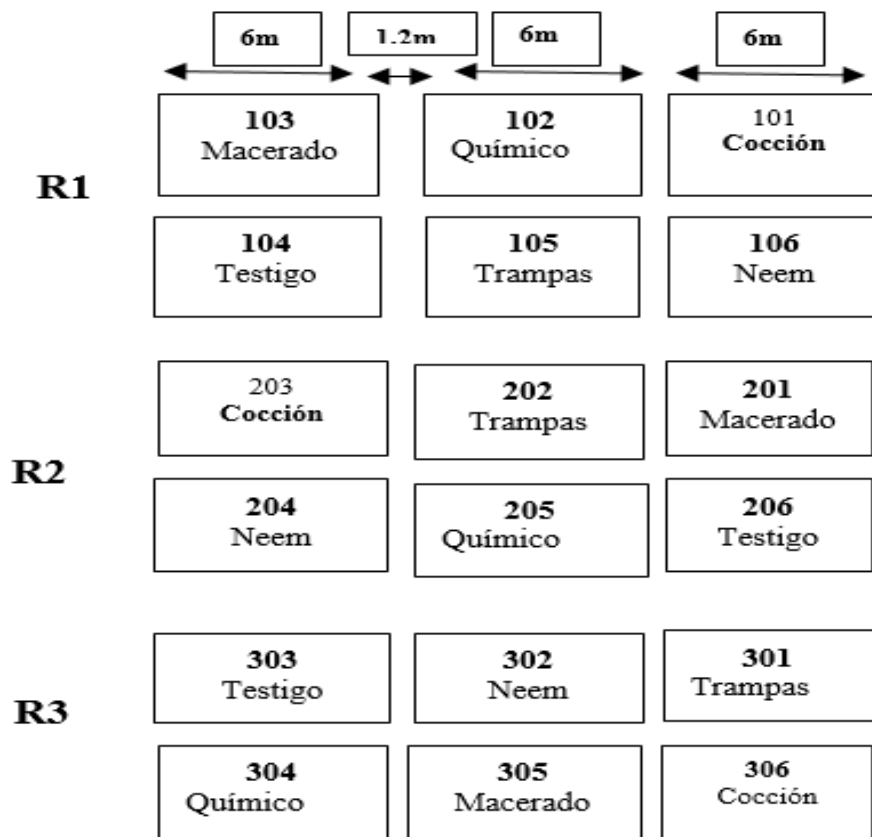 6m 1.2m 6m 6m
103 102 101
Macerado Químico Cocción
R1
104 105 106
Testigo Trampas Neem
203 202 201
Cocción Trampas Macerado
R2
204 205 206
Neem Químico Testigo
303 302 301
Testigo Neem Trampas
R3
304 305 306
Químico Macerado Cocción